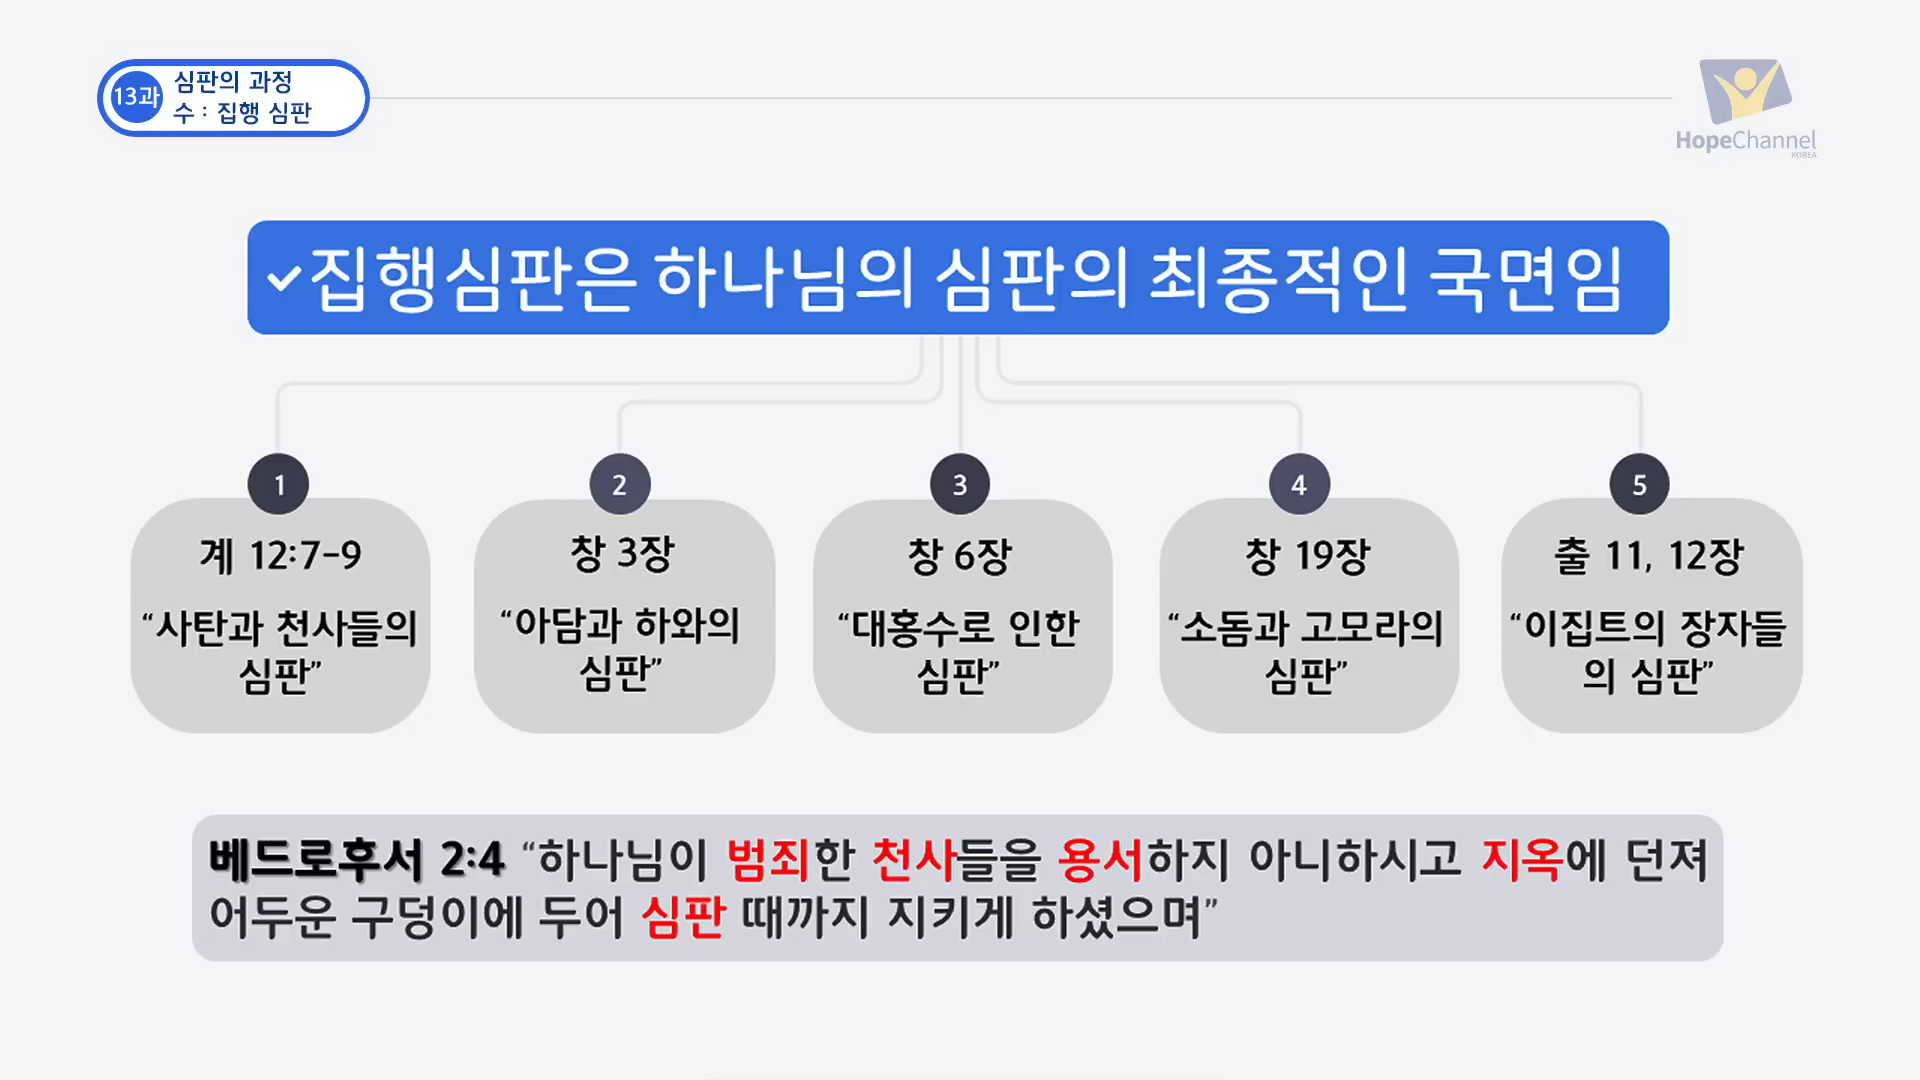 13과
심판의 과정
수 : 집행 심판
HopeChannel
KOREA
✓집행심판은 하나님의 심판의 최종적인 국면임
1
계 12:7-9
“사탄과 천사들의
심판”
2
창 3장
“아담과 하와의
심판”
3
창 6장
“대홍수로 인한
심판”
4
창 19장
“소돔과 고모라의
심판”
5
출 11, 12장
“이집트의 장자들
의 심판”
베드로후서 2:4 “하나님이 범죄한 천사들을 용서하지 아니하시고 지옥에 던져
어두운 구덩이에 두어 심판 때까지 지키게 하셨으며”